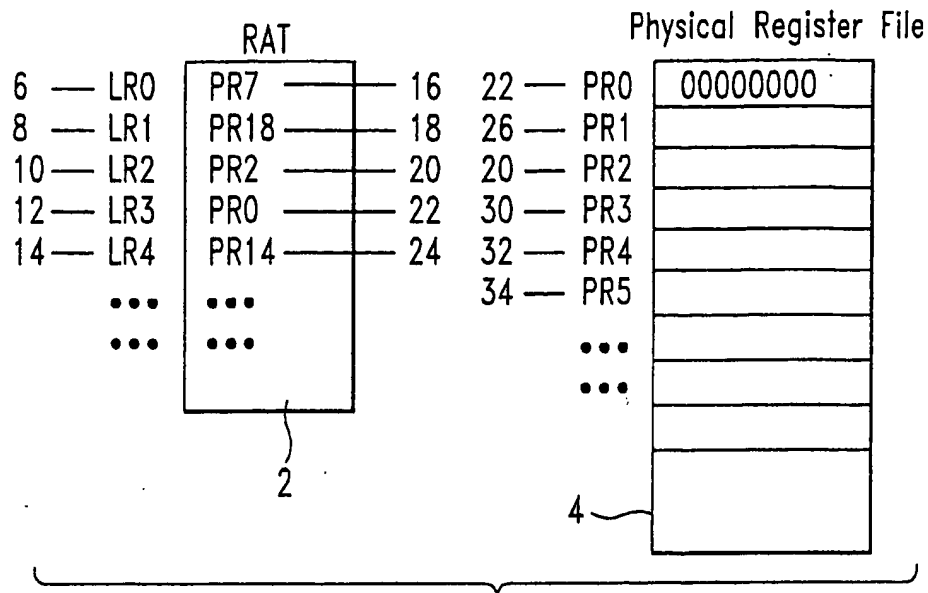 RAT
6 — LR0 PR7 — 16
8 — LR1 PR18 — 18
10 — LR2 PR2 — 20
12 — LR3 PR0 — 22
14 — LR4 PR14 — 24
••• •••
••• •••
2
Physical Register File
22 — PR0 00000000
26 — PR1
20 — PR2
30 — PR3
32 — PR4
34 — PR5
•••
•••
4